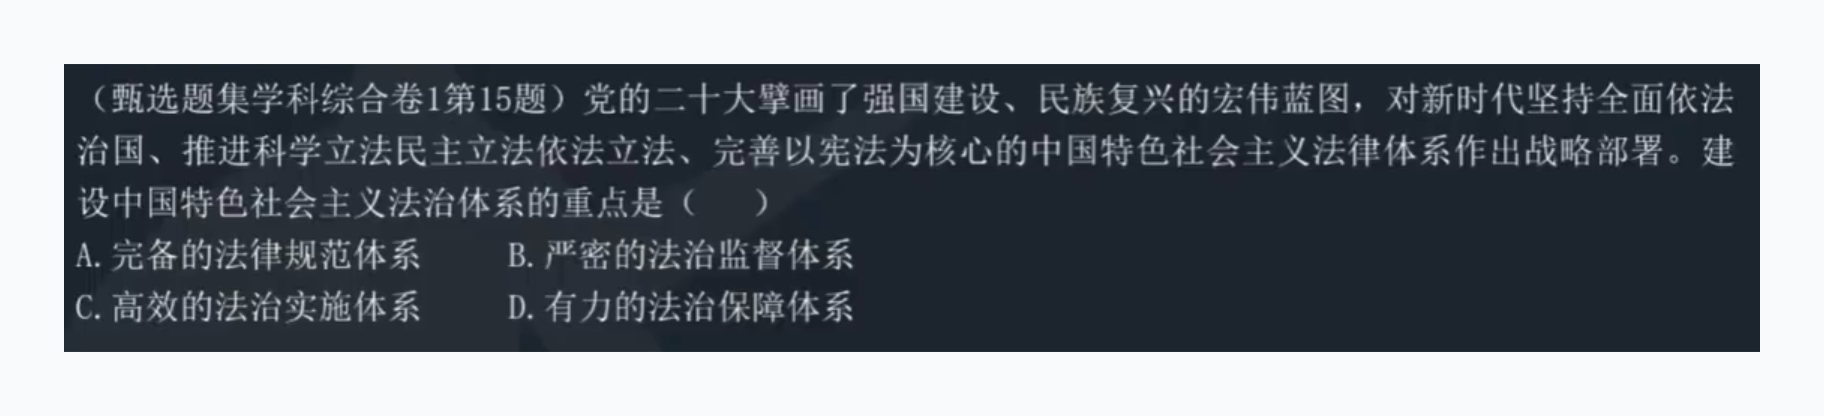 （甄选题集学科综合卷1第15题）党的二十大擘画了强国建设、民族复兴的宏伟蓝图，对新时代坚持全面依法
治国、推进科学立法民主立法依法立法、完善以宪法为核心的中国特色社会主义法律体系作出战略部署。建
设中国特色社会主义法治体系的重点是（　　）
A.完备的法律规范体系　　B.严密的法治监督体系
C.高效的法治实施体系　　D.有力的法治保障体系